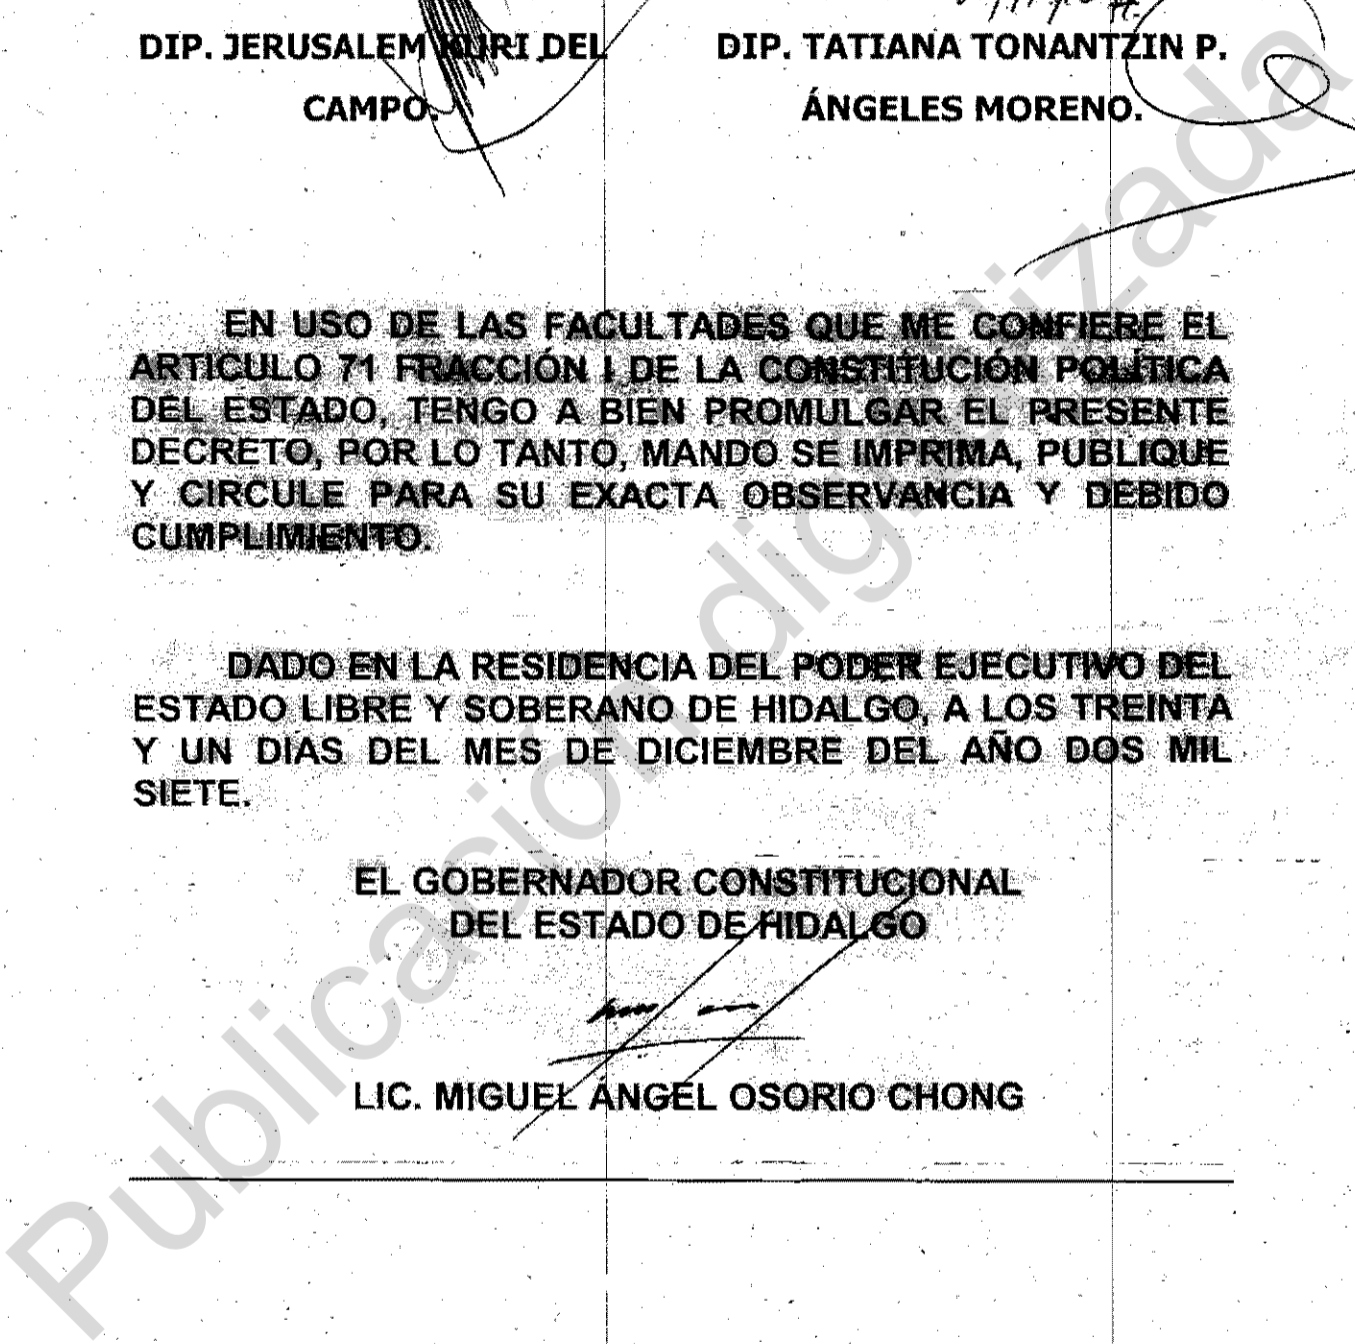 DIP. JERUSALEM KURI DEL
CAMPO.
DIP. TATIANA TONANTZIN P.
ÁNGELES MORENO.
EN USO DE LAS FACULTADES QUE ME CONFIERE EL
ARTICULO 71 FRACCIÓN I DE LA CONSTITUCIÓN POLÍTICA
DEL ESTADO, TENGO A BIEN PROMULGAR EL PRESENTE
DECRETO, POR LO TANTO, MANDO SE IMPRIMA, PUBLIQUE
Y CIRCULE PARA SU EXACTA OBSERVANCIA Y DEBIDO
CUMPLIMIENTO.
DADO EN LA RESIDENCIA DEL PODER EJECUTIVO DEL
ESTADO LIBRE Y SOBERANO DE HIDALGO, A LOS TREINTA
Y UN DIAS DEL MES DE DICIEMBRE DEL AÑO DOS MIL
SIETE.
EL GOBERNADOR CONSTITUCIONAL
DEL ESTADO DE HIDALGO
LIC. MIGUEL ÁNGEL OSORIO CHONG
Publicación digitalizada